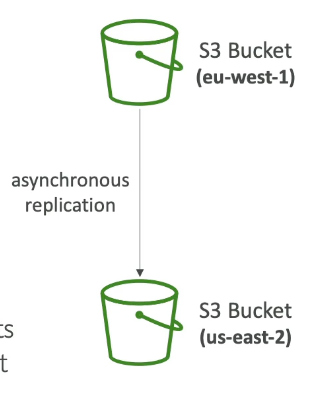 S3 Bucket
(eu-west-1)
asynchronous
replication
S3 Bucket
(us-east-2)